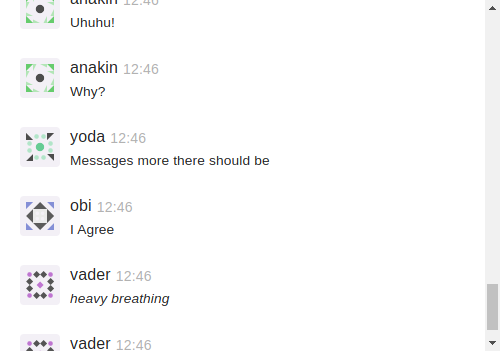 anakin 12:46
Uhuhu!
anakin 12:46
Why?
yoda 12:46
Messages more there should be
obi 12:46
I Agree
vader 12:46
heavy breathing
vader 12:46